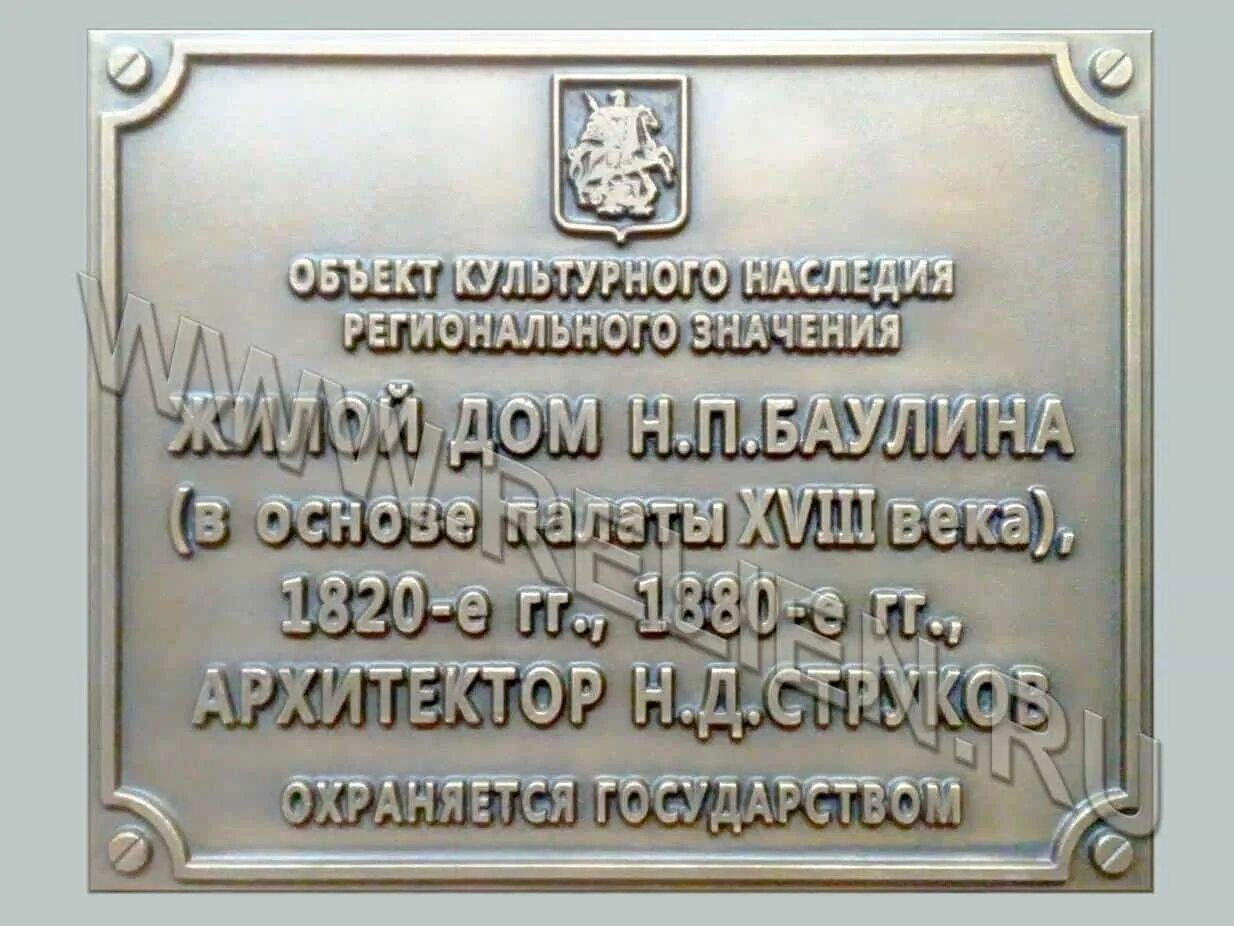 ОБЪЕКТ КУЛЬТУРНОГО НАСЛЕДИЯ
РЕГИОНАЛЬНОГО ЗНАЧЕНИЯ
ЖИЛОЙ ДОМ Н.П.БАУЛИНА
(в основе палаты XVIII века),
1820-е гг., 1880-е гг.,
АРХИТЕКТОР Н.Д.СТРУКОВ
ОХРАНЯЕТСЯ ГОСУДАРСТВОМ
WWW.RELIEN.RU